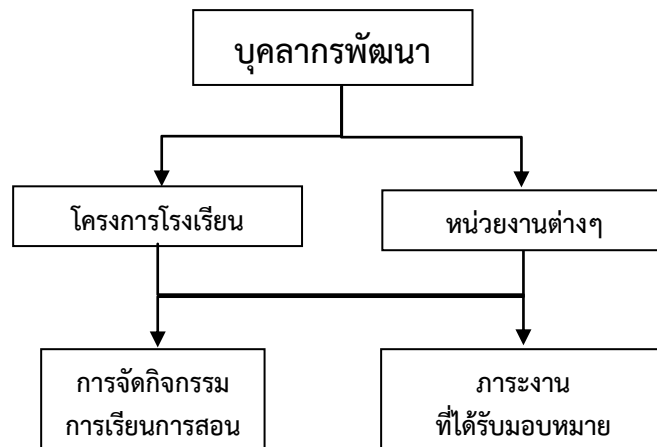 บุคลากรพัฒนา
โครงการโรงเรียน
หน่วยงานต่างๆ
การจัดกิจกรรม
การเรียนการสอน
ภาระงาน
ที่ได้รับมอบหมาย